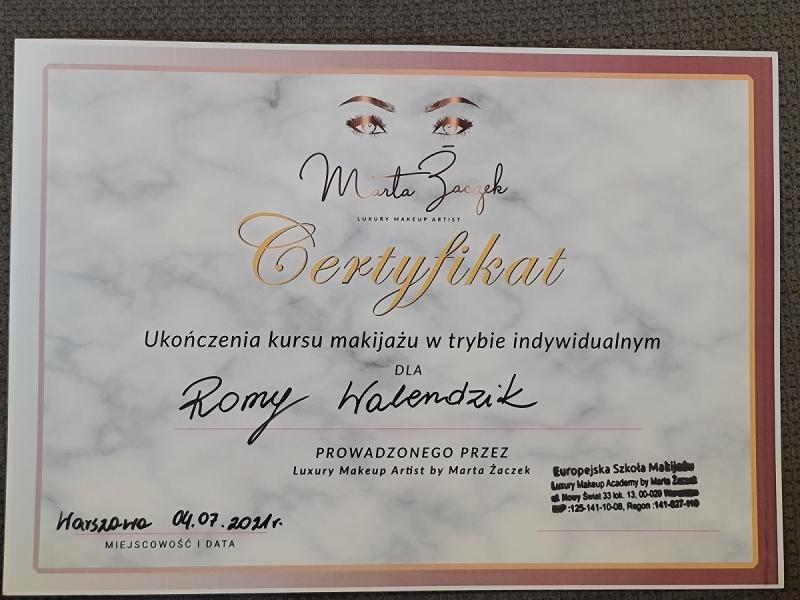 Marta Żaczek
LUXURY MAKEUP ARTIST
Certyfikat
Ukończenia kursu makijażu w trybie indywidualnym
DLA
Romy Walendzik
PROWADZONEGO PRZEZ
Luxury Makeup Artist by Marta Żaczek
Europejska Szkoła Makijażu
Luxury Makeup Academy by Marta Żaczek
ul. Nowy Świat 33 lok. 13, 00-029 Warszawa
NIP :125-141-10-08, Regon :141-827-
Warszawa 04.07.2021r.
MIEJSCOWOŚĆ I DATA